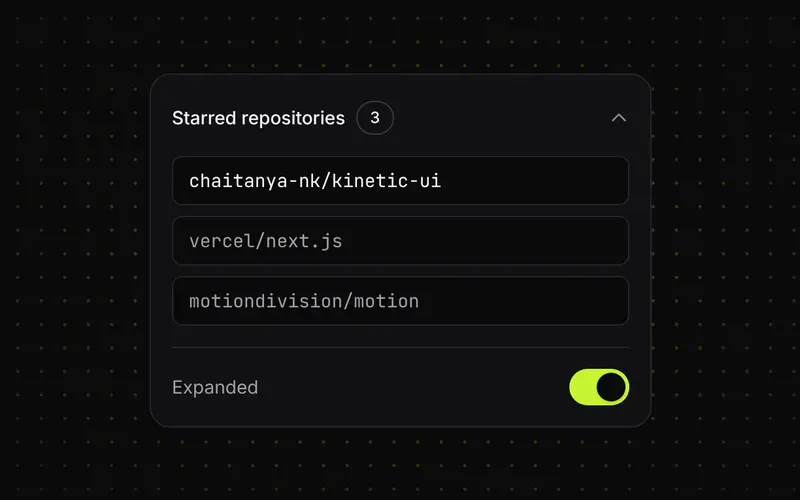 Starred repositories 3
chaitanya-nk/kinetic-ui
vercel/next.js
motiondivision/motion
Expanded